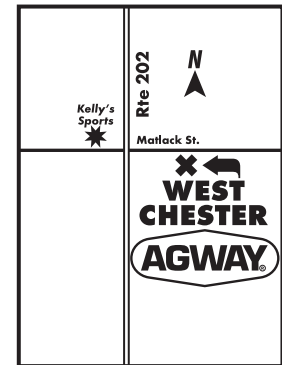 N
Rte 202
Kelly's
Sports
Matlack St.
WEST
CHESTER
AGWAY®